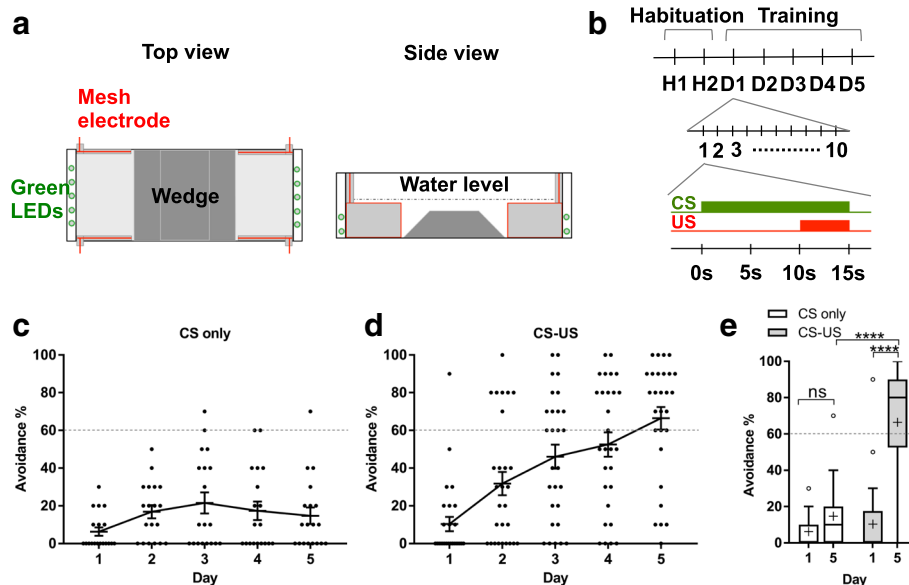 a
Top view
Side view
Mesh
electrode
Green
LEDs
Wedge
Water level
b
Habituation Training
H1 H2 D1 D2 D3 D4 D5
1 2 3 ............ 10
CS
US
0s 5s 10s 15s
c
CS only
Avoidance %
100
80
60
40
20
0
1 2 3 4 5
Day
d
CS-US
Avoidance %
100
80
60
40
20
0
1 2 3 4 5
Day
e
CS only
CS-US
****
****
ns
Avoidance %
100
80
60
40
20
0
1 5 1 5
Day